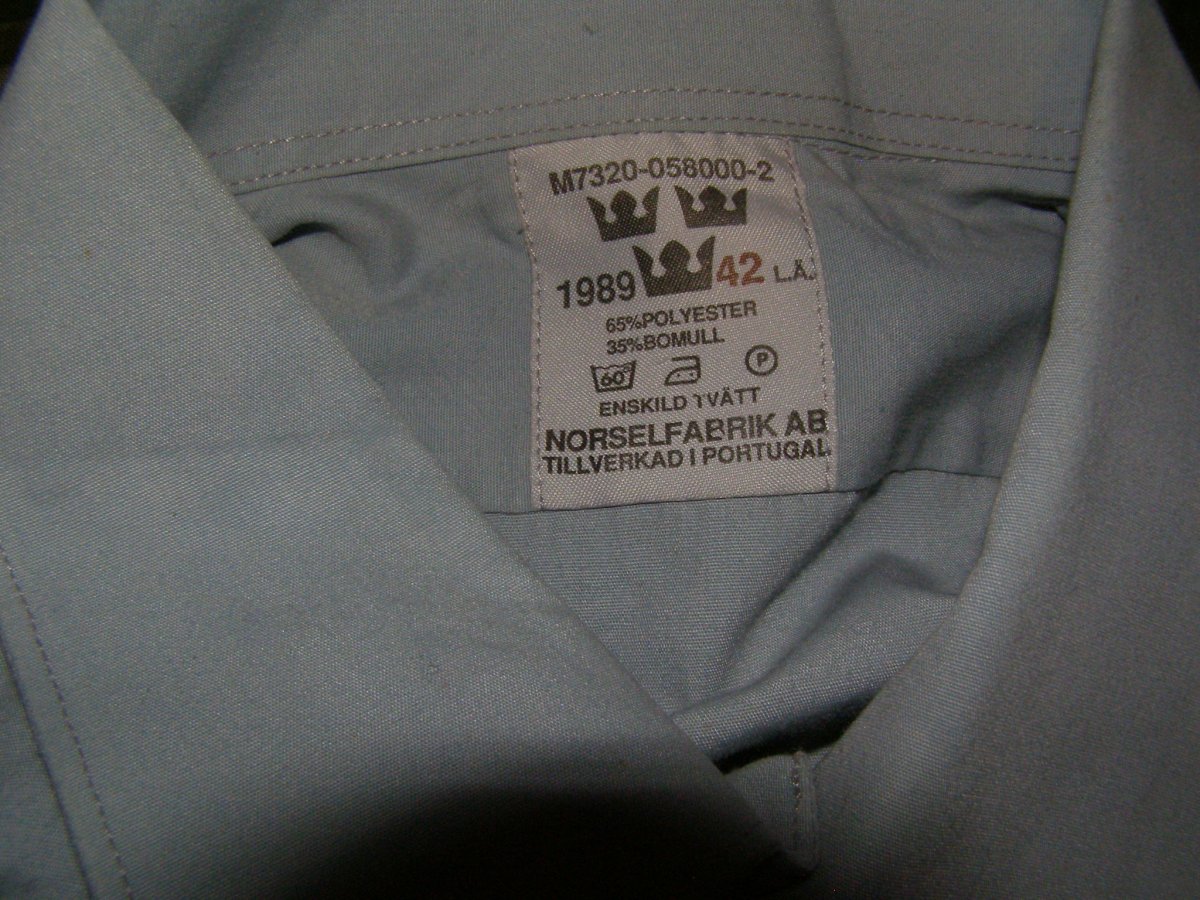 M7320-058000-2
1989 42 L.Ä.
65%POLYESTER
35%BOMULL
60° P
ENSKILD TVÄTT
NORSELFABRIK AB
TILLVERKAD I PORTUGAL